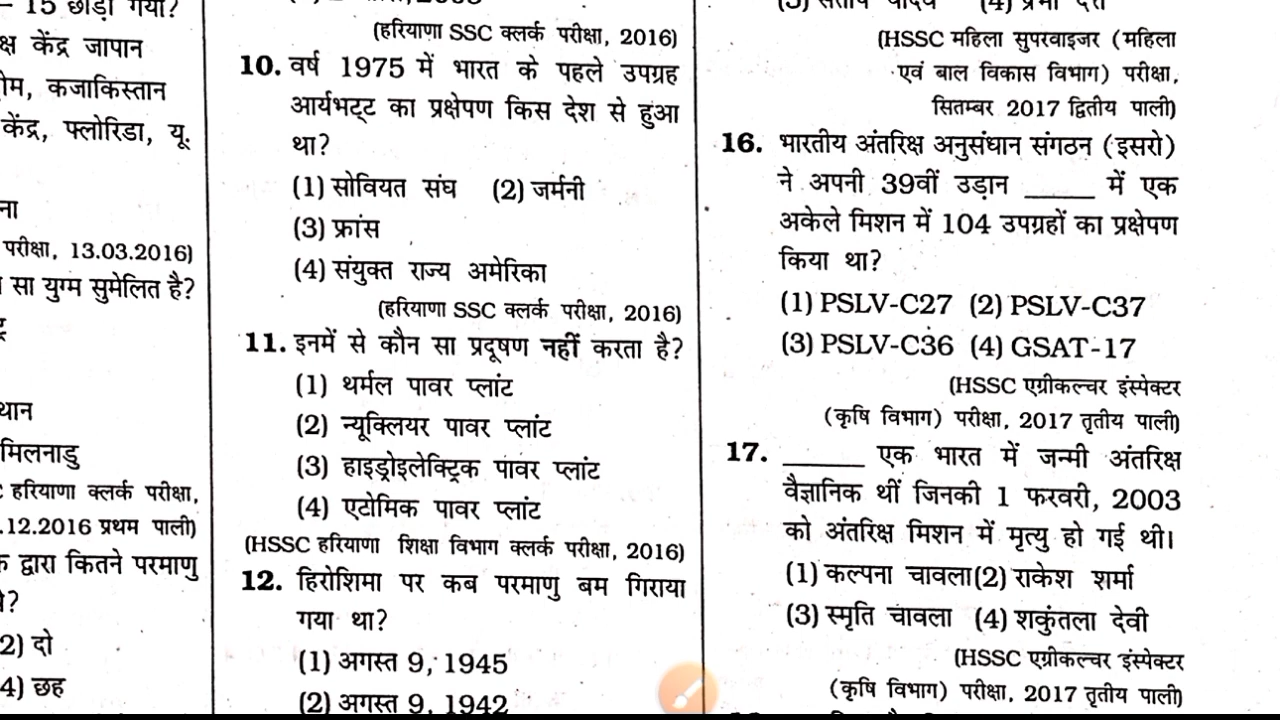 – 15 छोड़ा गया?
क्ष केंद्र जापान
कजाकिस्तान
केंद्र, फ्लोरिडा, यू.
ना
परीक्षा, 13.03.2016)
सा युग्म सुमेलित है?
थान
मिलनाडु
हरियाणा क्लर्क परीक्षा,
.12.2016 प्रथम पाली)
द्वारा कितने परमाणु
?
2) दो
4) छह
(हरियाणा SSC क्लर्क परीक्षा, 2016)
10. वर्ष 1975 में भारत के पहले उपग्रह
आर्यभट्ट का प्रक्षेपण किस देश से हुआ
था?
(1) सोवियत संघ (2) जर्मनी
(3) फ्रांस
(4) संयुक्त राज्य अमेरिका
(हरियाणा SSC क्लर्क परीक्षा, 2016)
11. इनमें से कौन सा प्रदूषण नहीं करता है?
(1) थर्मल पावर प्लांट
(2) न्यूक्लियर पावर प्लांट
(3) हाइड्रोइलेक्ट्रिक पावर प्लांट
(4) एटोमिक पावर प्लांट
(HSSC हरियाणा शिक्षा विभाग क्लर्क परीक्षा, 2016)
12. हिरोशिमा पर कब परमाणु बम गिराया
गया था?
(1) अगस्त 9, 1945
(2) अगस्त 9, 1942
(HSSC महिला सुपरवाइजर (महिला
एवं बाल विकास विभाग) परीक्षा,
सितम्बर 2017 द्वितीय पाली)
16. भारतीय अंतरिक्ष अनुसंधान संगठन (इसरो)
ने अपनी 39वीं उड़ान _____ में एक
अकेले मिशन में 104 उपग्रहों का प्रक्षेपण
किया था?
(1) PSLV-C27 (2) PSLV-C37
(3) PSLV-C36 (4) GSAT-17
(HSSC एग्रीकल्चर इंस्पेक्टर
(कृषि विभाग) परीक्षा, 2017 तृतीय पाली)
17. _____ एक भारत में जन्मी अंतरिक्ष
वैज्ञानिक थीं जिनकी 1 फरवरी, 2003
को अंतरिक्ष मिशन में मृत्यु हो गई थी।
(1) कल्पना चावला (2) राकेश शर्मा
(3) स्मृति चावला (4) शकुंतला देवी
(HSSC एग्रीकल्चर इंस्पेक्टर
(कृषि विभाग) परीक्षा, 2017 तृतीय पाली)